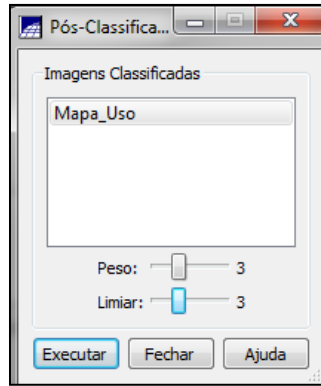 Pós-Classifica...
Imagens Classificadas
Mapa_Uso
Peso: 3
Limiar: 3
Executar Fechar Ajuda